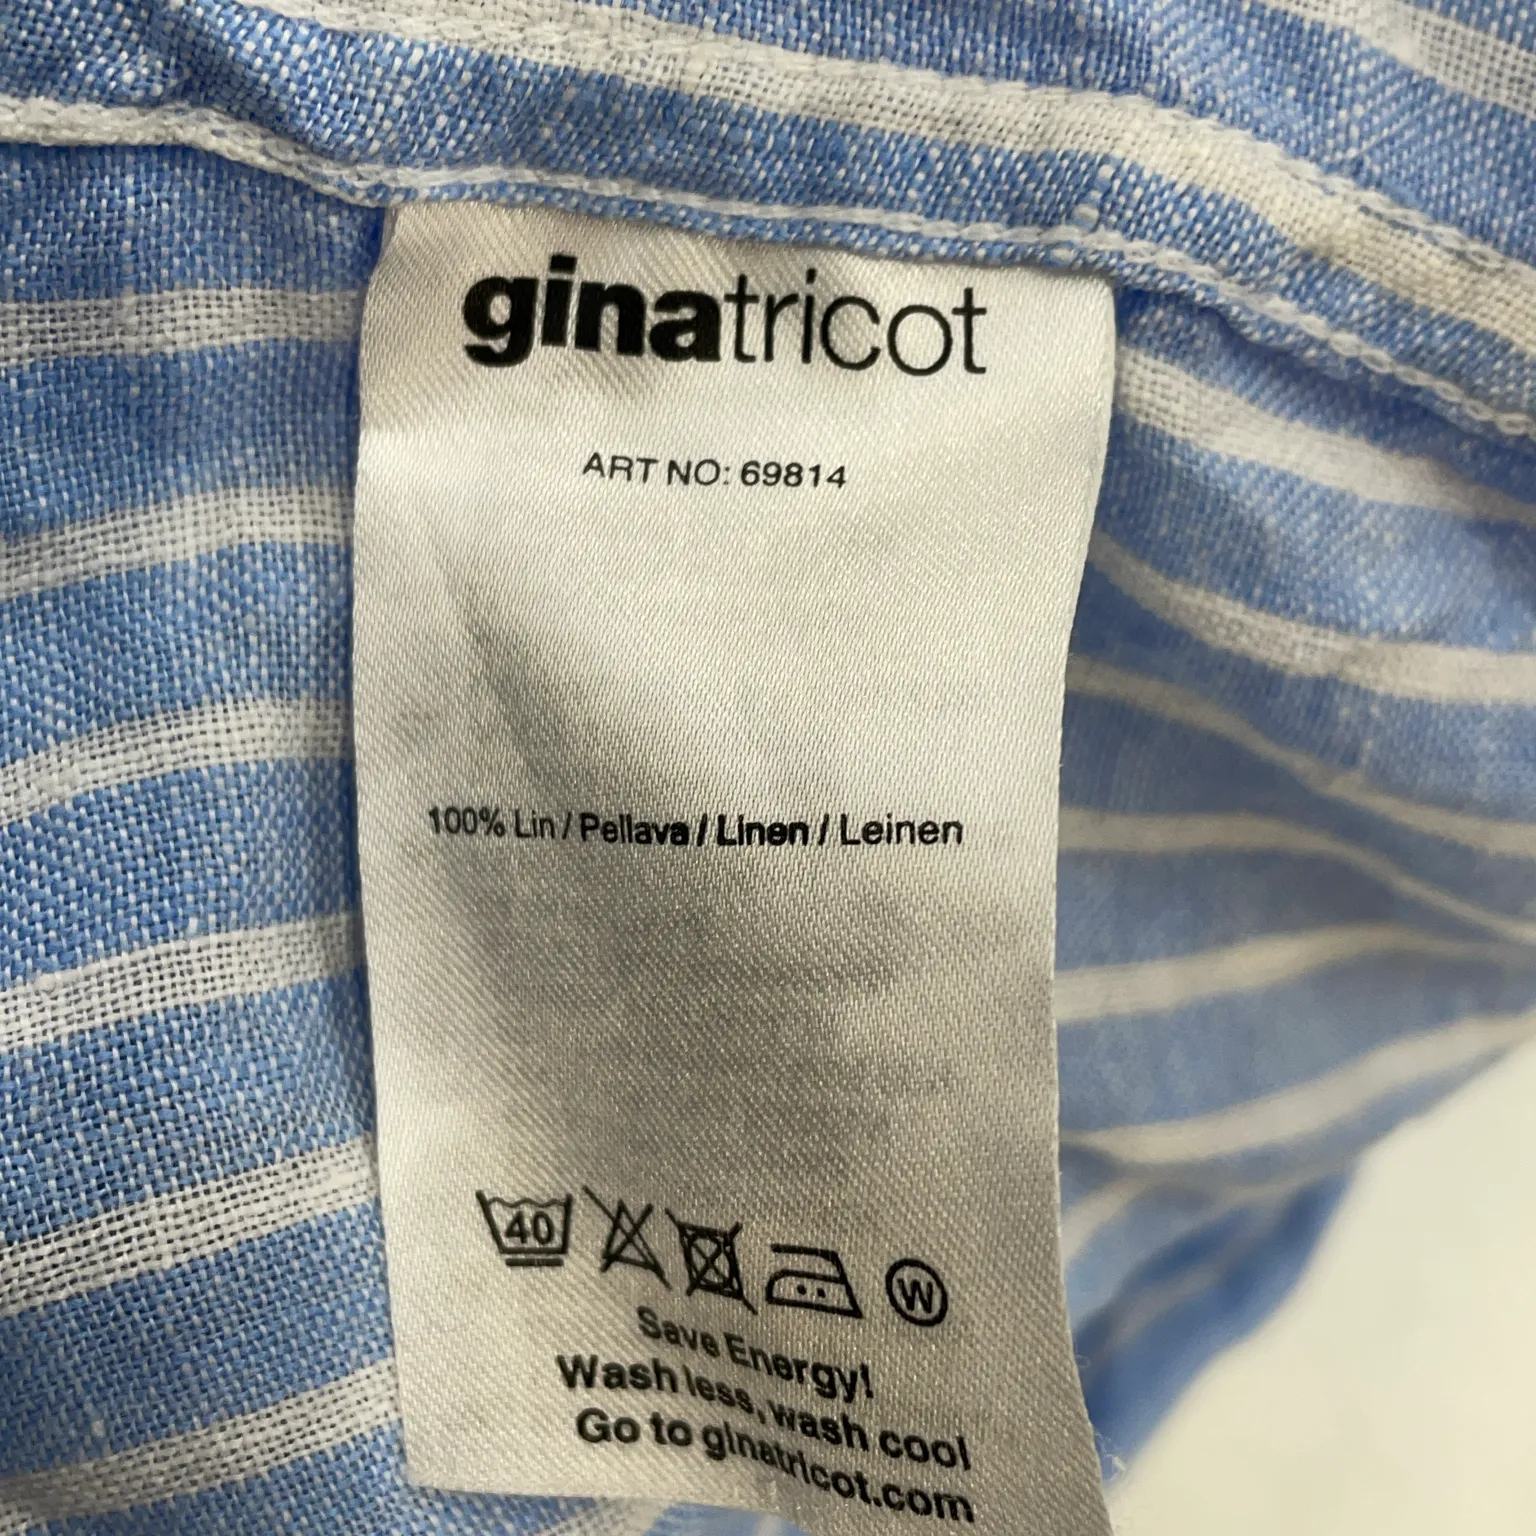 ginatricot
ART NO: 69814
100% Lin / Pellava / Linen / Leinen
40
W
Save Energy!
Wash less, wash cool
Go to ginatricot.com